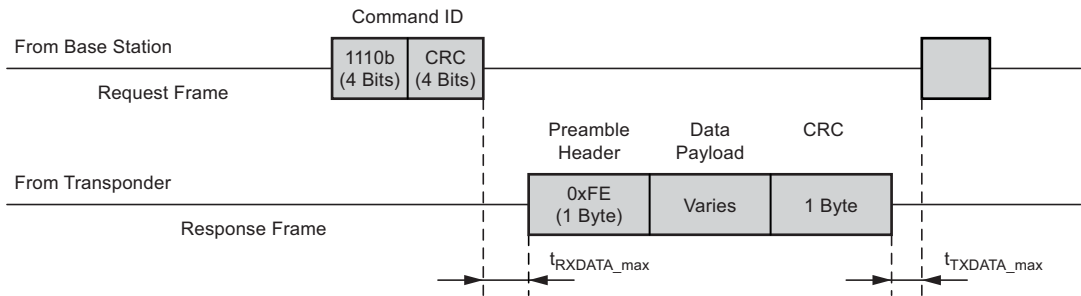 Command ID
From Base Station
1110b
(4 Bits)
CRC
(4 Bits)
Request Frame
Preamble
Header
Data
Payload
CRC
From Transponder
0xFE
(1 Byte)
Varies
1 Byte
Response Frame
tRXDATA_max
tTXDATA_max